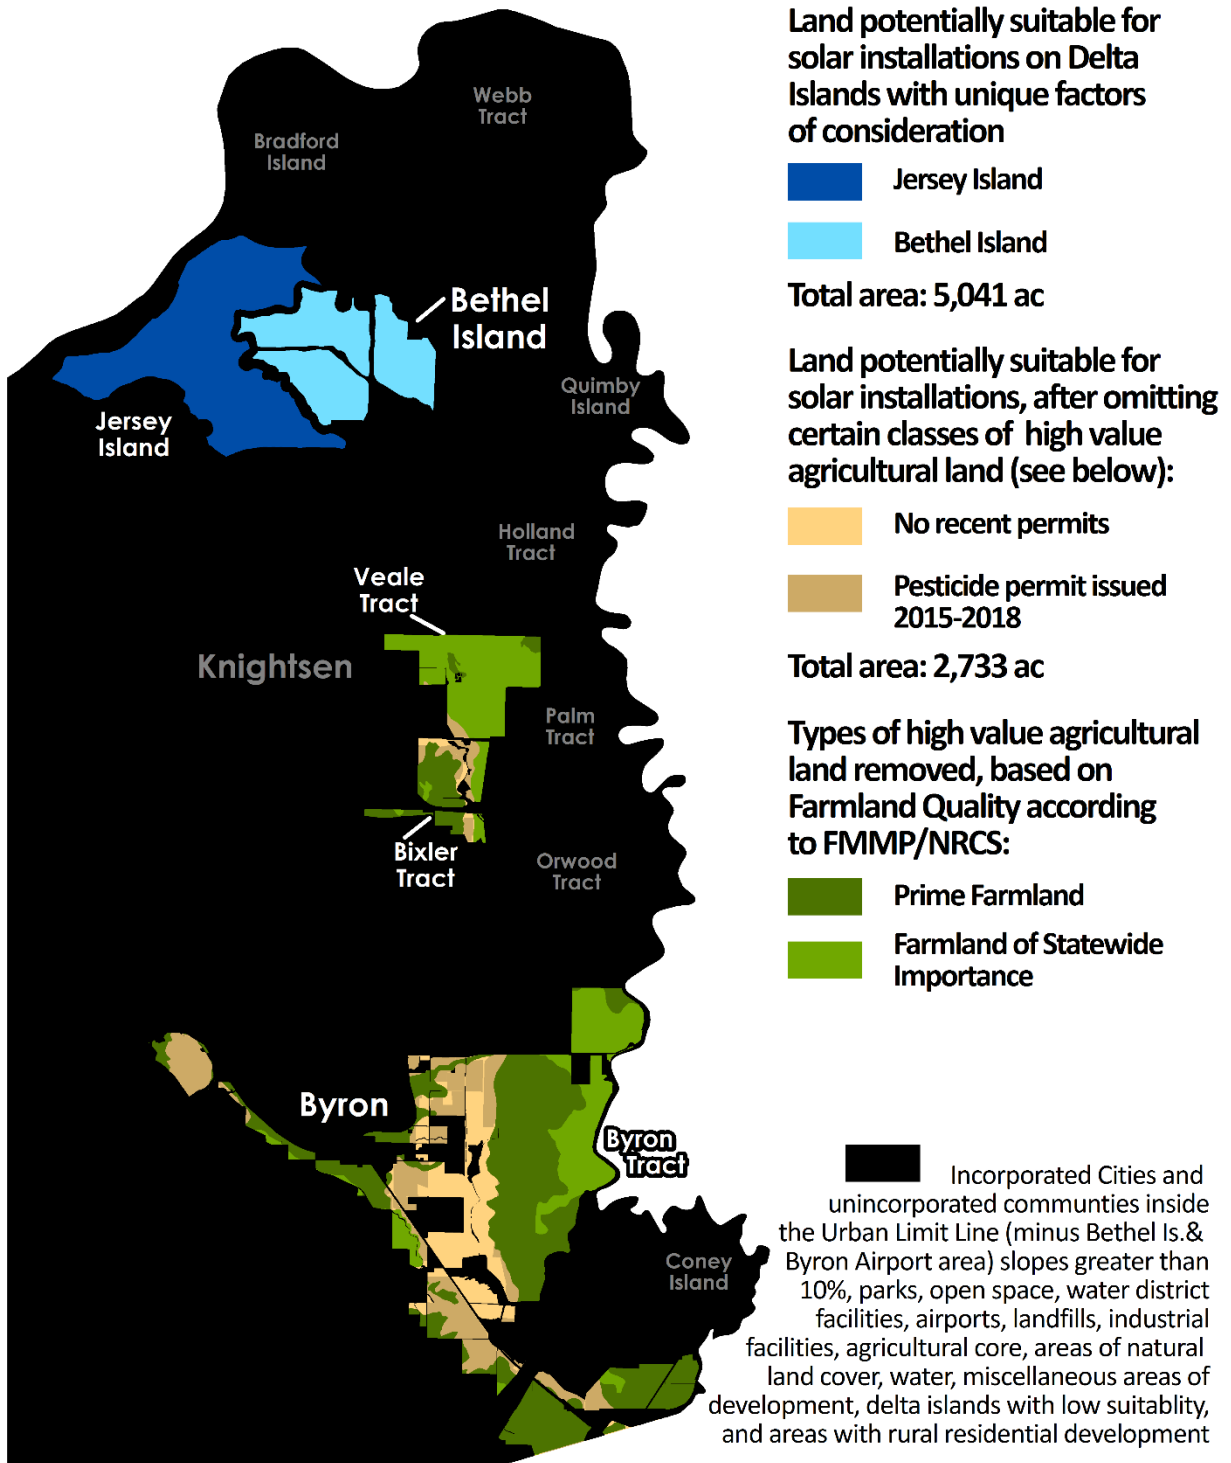 Webb
Tract
Bradford
Island
Bethel
Island
Jersey
Island
Quimby
Island
Holland
Tract
Veale
Tract
Knightsen
Palm
Tract
Bixler
Tract
Orwood
Tract
Byron
Byron
Tract
Coney
Island
Land potentially suitable for
solar installations on Delta
Islands with unique factors
of consideration
Jersey Island
Bethel Island
Total area: 5,041 ac
Land potentially suitable for
solar installations, after omitting
certain classes of high value
agricultural land (see below):
No recent permits
Pesticide permit issued
2015-2018
Total area: 2,733 ac
Types of high value agricultural
land removed, based on
Farmland Quality according
to FMMP/NRCS:
Prime Farmland
Farmland of Statewide
Importance
Incorporated Cities and
unincorporated communties inside
the Urban Limit Line (minus Bethel Is.&
Byron Airport area) slopes greater than
10%, parks, open space, water district
facilities, airports, landfills, industrial
facilities, agricultural core, areas of natural
land cover, water, miscellaneous areas of
development, delta islands with low suitablity,
and areas with rural residential development